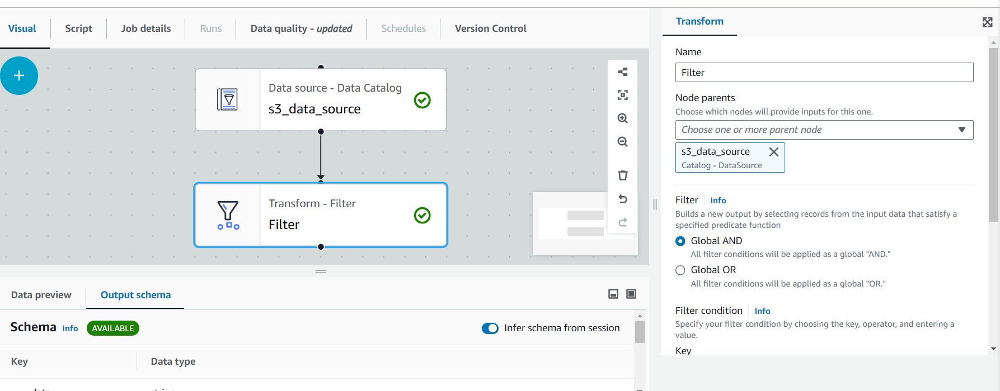 Visual
Script
Job details
Runs
Data quality - updated
Schedules
Version Control
Data source - Data Catalog
s3_data_source
Transform - Filter
Filter
Data preview
Output schema
Schema
Info
AVAILABLE
Infer schema from session
Key
Data type
Transform
Name
Filter
Node parents
Choose which nodes will provide inputs for this one.
Choose one or more parent node
s3_data_source
Catalog - DataSource
Filter
Info
Builds a new output by selecting records from the input data that satisfy a
specified predicate function
Global AND
All filter conditions will be applied as a global "AND."
Global OR
All filter conditions will be applied as a global "OR."
Filter condition
Info
Specify your filter condition by choosing the key, operator, and entering a
value.
Key